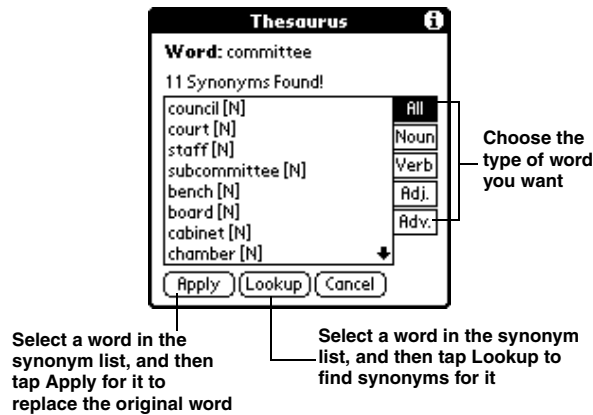 Thesaurus
Word: committee
11 Synonyms Found!
council [N]
court [N]
staff [N]
subcommittee [N]
bench [N]
board [N]
cabinet [N]
chamber [N]
All
Noun
Verb
Adj.
Adv.
Choose the
type of word
you want
Apply Lookup Cancel
Select a word in the
synonym list, and then
tap Apply for it to
replace the original word
Select a word in the synonym
list, and then tap Lookup to
find synonyms for it